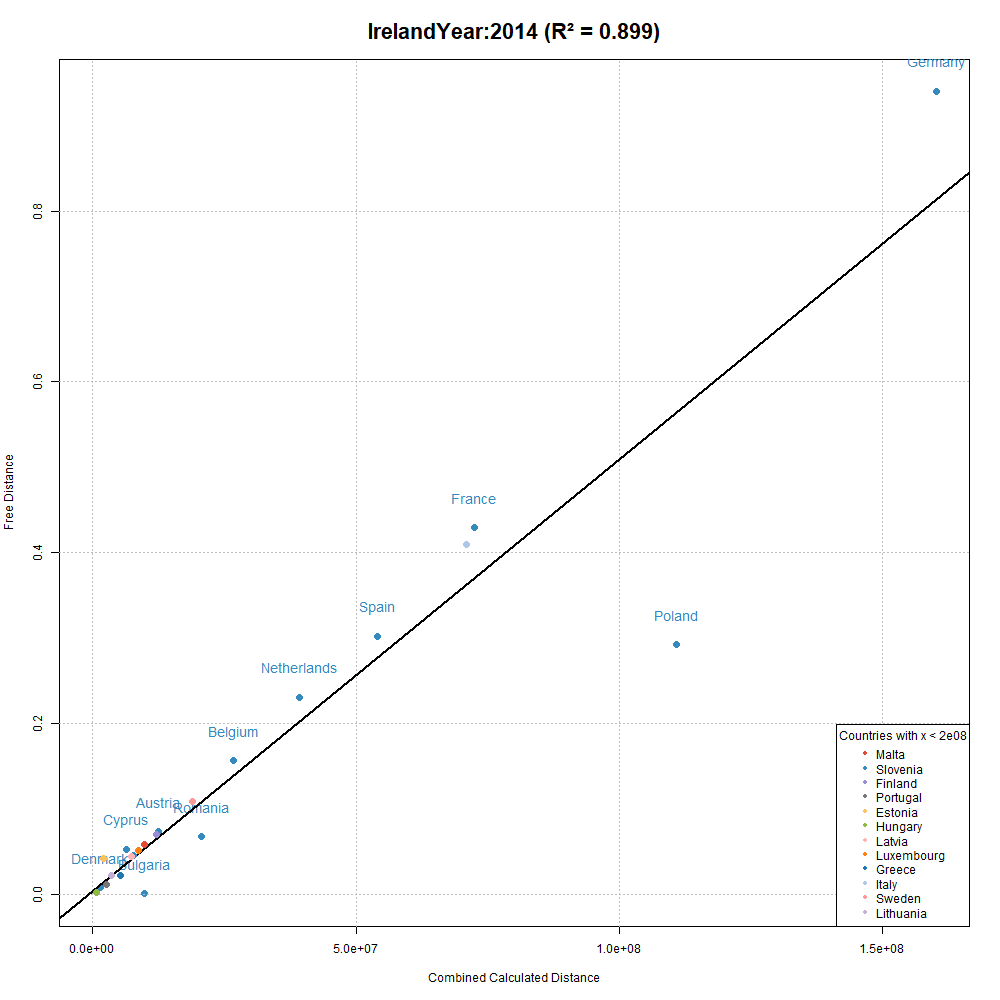 IrelandYear:2014 (R² = 0.899)
Germany
0.8
0.6
France
Free Distance
0.4
Spain
Poland
Netherlands
0.2
Belgium
Countries with x < 2e08
Malta
Slovenia
Finland
Portugal
Estonia
Hungary
Latvia
Luxembourg
Greece
Italy
Sweden
Lithuania
Austria
Romania
Cyprus
Denmark
Bulgaria
0.0
0.0e+00 5.0e+07 1.0e+08 1.5e+08
Combined Calculated Distance